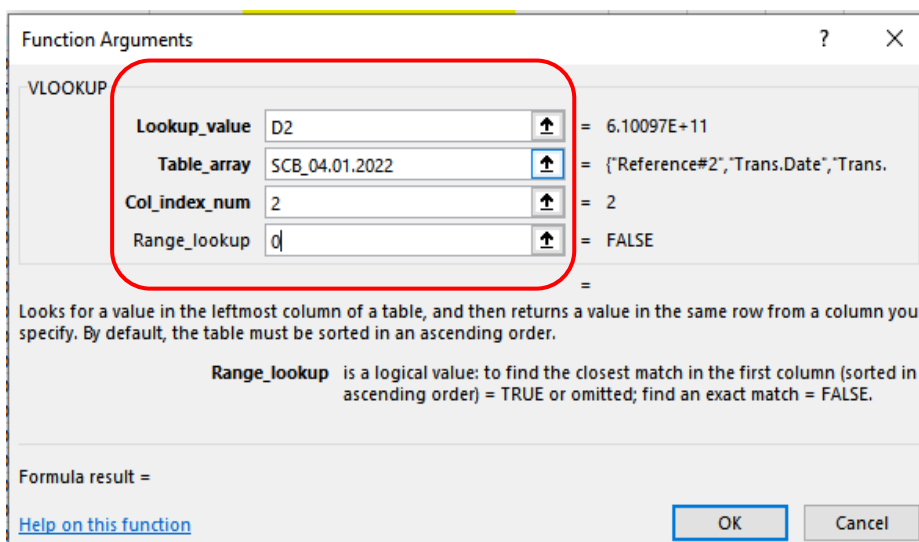 Function Arguments ? ×
VLOOKUP
Lookup_value D2 = 6.10097E+11
Table_array SCB_04.01.2022 = {"Reference#2","Trans.Date","Trans.
Col_index_num 2 = 2
Range_lookup 0 = FALSE
=
Looks for a value in the leftmost column of a table, and then returns a value in the same row from a column you
specify. By default, the table must be sorted in an ascending order.
Range_lookup is a logical value: to find the closest match in the first column (sorted in
ascending order) = TRUE or omitted; find an exact match = FALSE.
Formula result =
Help on this function OK Cancel